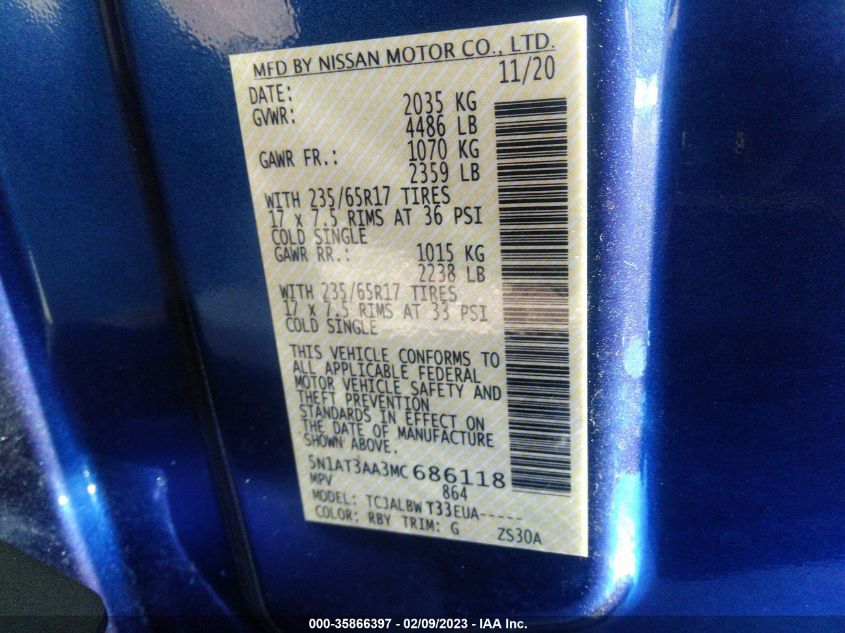 MFD BY NISSAN MOTOR CO., LTD.
DATE: 11/20
GVWR: 2035 KG
4486 LB
GAWR FR.: 1070 KG
2359 LB
WITH 235/65R17 TIRES
17 x 7.5 RIMS AT 36 PSI
COLD SINGLE
GAWR RR.: 1015 KG
2238 LB
WITH 235/65R17 TIRES
17 x 7.5 RIMS AT 33 PSI
COLD SINGLE
THIS VEHICLE CONFORMS TO
ALL APPLICABLE FEDERAL
MOTOR VEHICLE SAFETY AND
THEFT PREVENTION
STANDARDS IN EFFECT ON
THE DATE OF MANUFACTURE
SHOWN ABOVE.
5N1AT3AA3MC 686118
MPV 864
MODEL: TCJALBW T33EUA-----
COLOR: RBY TRIM: G ZS30A
000-35866397 - 02/09/2023 - IAA Inc.